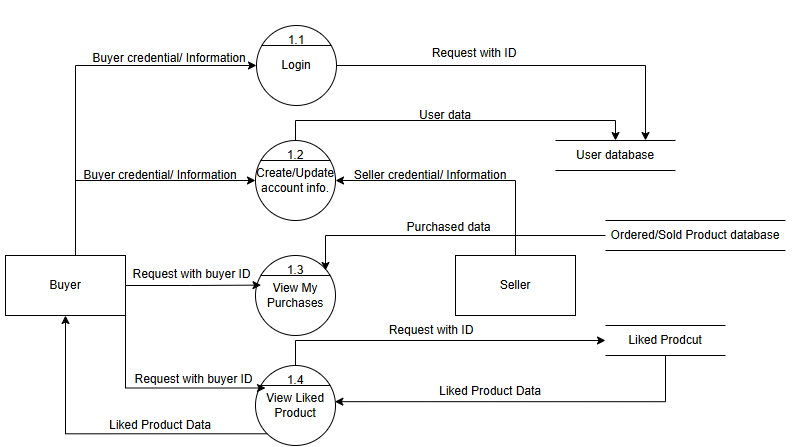 1.1
Login
Buyer credential/ Information
Request with ID
User data
1.2
Create/Update
account info.
Buyer credential/ Information
Seller credential/ Information
User database
Purchased data
Ordered/Sold Product database
Buyer
Request with buyer ID
1.3
View My
Purchases
Seller
Request with ID
Liked Prodcut
Request with buyer ID
1.4
View Liked
Product
Liked Product Data
Liked Product Data